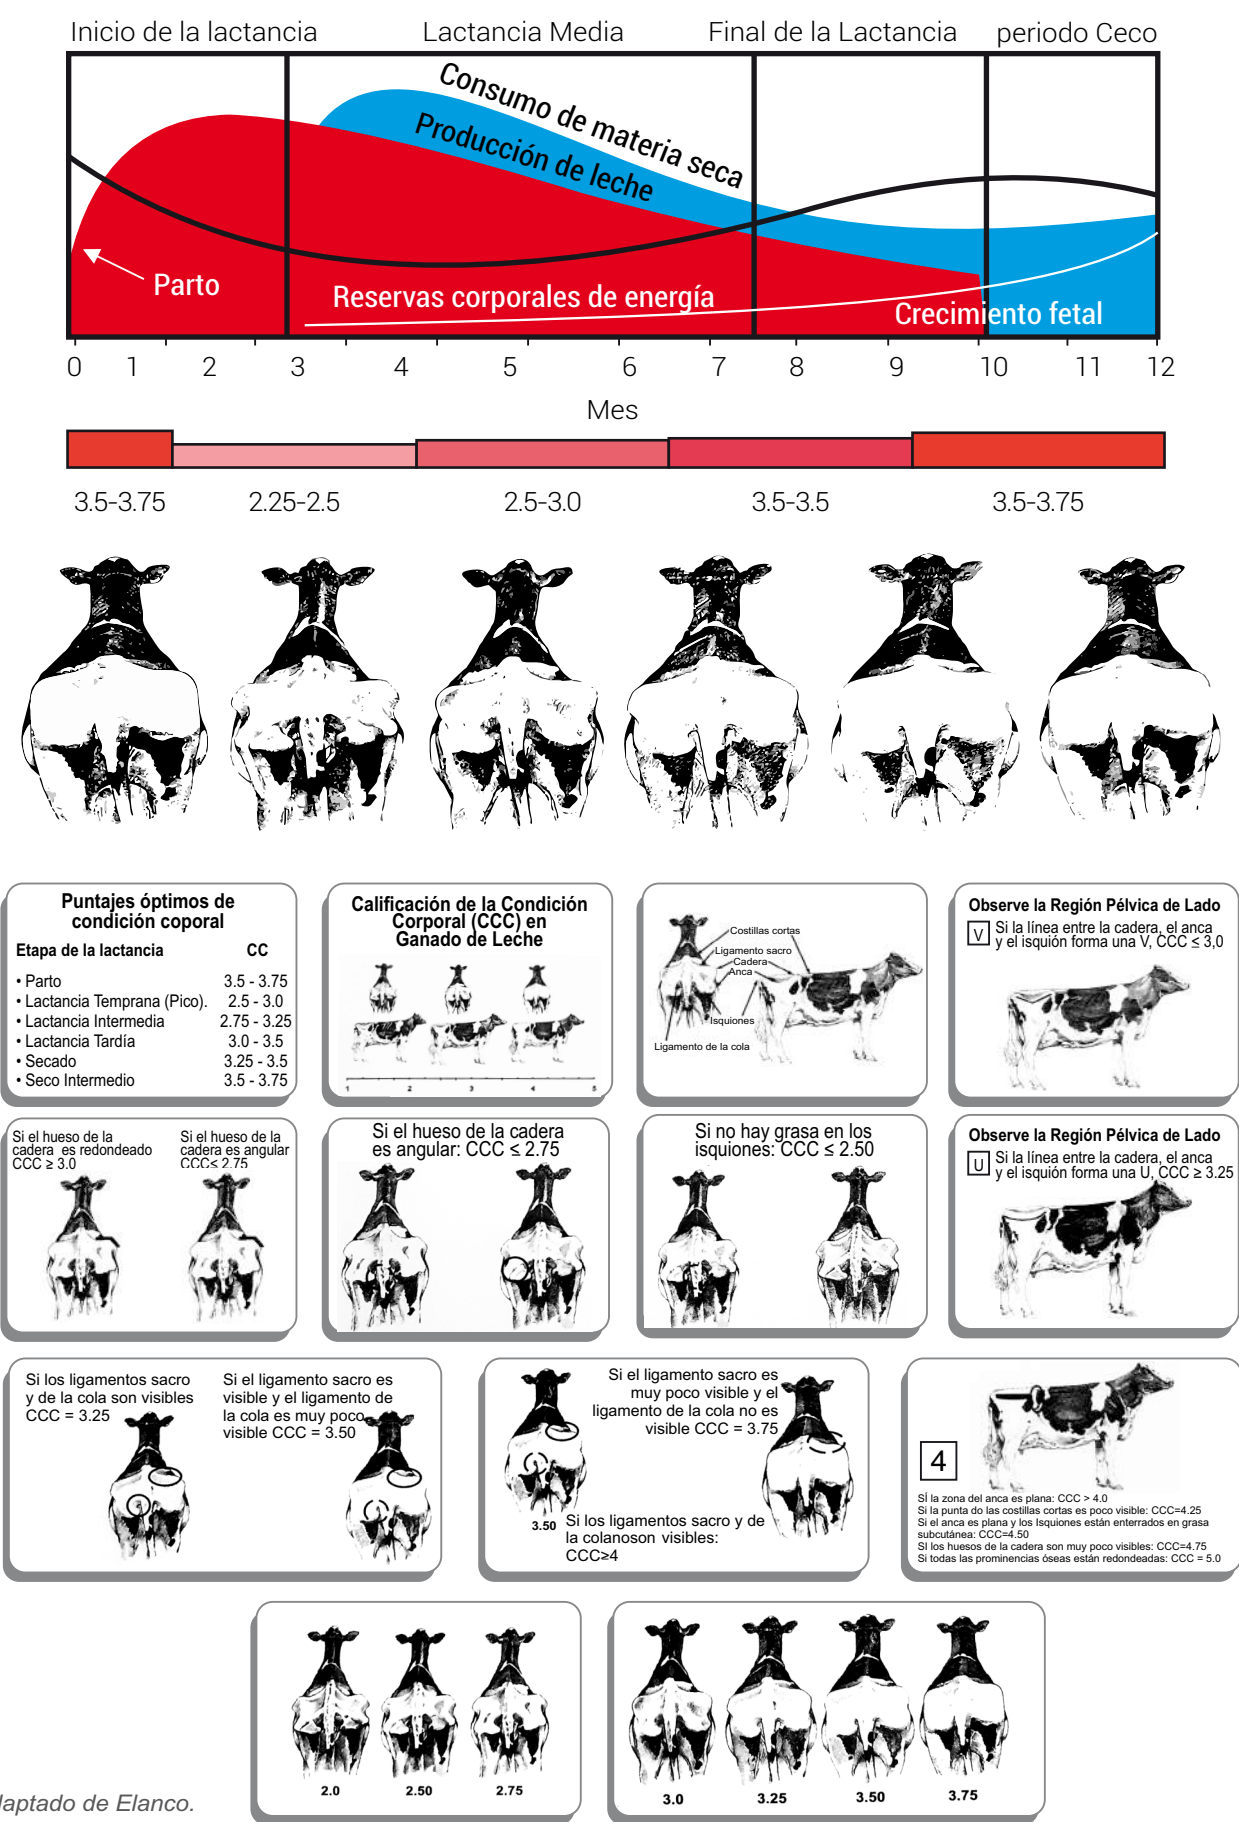 Inicio de la lactancia Lactancia Media Final de la Lactancia periodo Ceco
Consumo de materia seca
Producción de leche
Parto
Reservas corporales de energía
Crecimiento fetal
0 1 2 3 4 5 6 7 8 9 10 11 12
Mes
3.5-3.75 2.25-2.5 2.5-3.0 3.5-3.5 3.5-3.75
Puntajes óptimos de
condición coporal
Etapa de la lactancia CC
• Parto 3.5 - 3.75
• Lactancia Temprana (Pico). 2.5 - 3.0
• Lactancia Intermedia 2.75 - 3.25
• Lactancia Tardía 3.0 - 3.5
• Secado 3.25 - 3.5
• Seco Intermedio 3.5 - 3.75
Calificación de la Condición
Corporal (CCC) en
Ganado de Leche
1 2 3 4 5
Costillas cortas
Ligamento sacro
Cadera
Anca
Isquiones
Ligamento de la cola
Observe la Región Pélvica de Lado
V Si la línea entre la cadera, el anca
y el isquión forma una V, CCC ≤ 3,0
Si el hueso de la
cadera es redondeado
CCC ≥ 3.0
Si el hueso de la
cadera es angular
CCC≤ 2.75
Si el hueso de la cadera
es angular: CCC ≤ 2.75
Si no hay grasa en los
isquiones: CCC ≤ 2.50
Observe la Región Pélvica de Lado
U Si la línea entre la cadera, el anca
y el isquión forma una U, CCC ≥ 3.25
Si los ligamentos sacro
y de la cola son visibles
CCC = 3.25
Si el ligamento sacro es
visible y el ligamento de
la cola es muy poco
visible CCC = 3.50
Si el ligamento sacro es
muy poco visible y el
ligamento de la cola no es
visible CCC = 3.75
3.50
Si los ligamentos sacro y de
la colanoson visibles:
CCC≥4
4
Sí la zona del anca es plana: CCC > 4.0
Si la punta do las costillas cortas es poco visible: CCC=4.25
Si el anca es plana y los Isquiones están enterrados en grasa
subcutánea: CCC=4.50
SI los huesos de la cadera son muy poco visibles: CCC=4.75
Si todas las prominencias óseas están redondeadas: CCC = 5.0
2.0 2.50 2.75
3.0 3.25 3.50 3.75
laptado de Elanco.